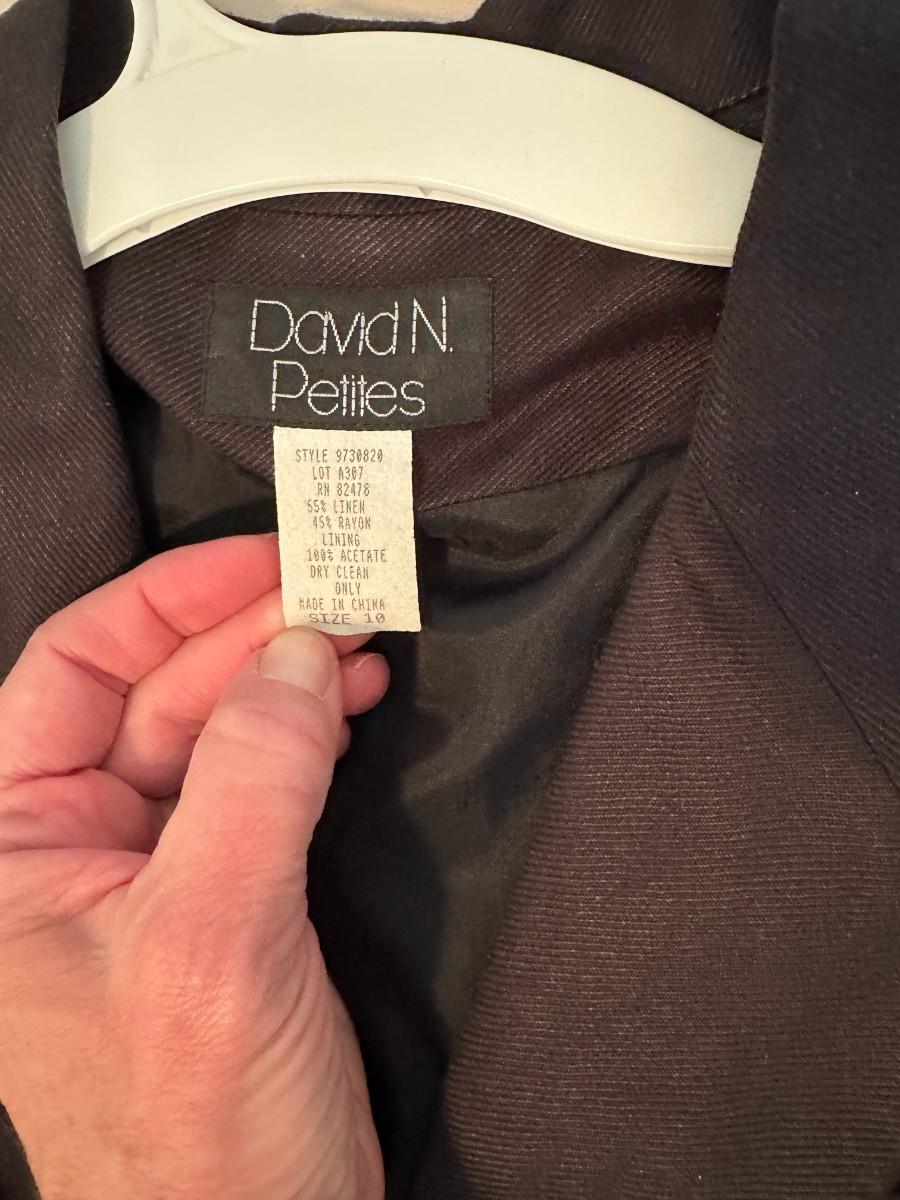 David N.
Petites
STYLE 9730820
LOT A307
RN 82478
55% LINEN
45% RAYON
LINING
100% ACETATE
DRY CLEAN
ONLY
MADE IN CHINA
SIZE 10